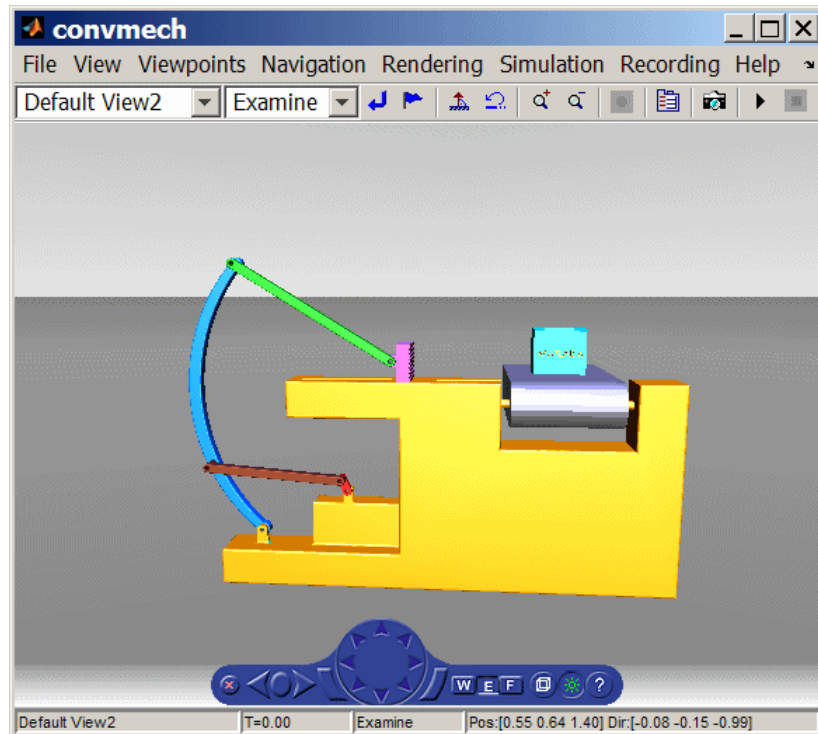 convmech
File View Viewpoints Navigation Rendering Simulation Recording Help
Default View2 Examine
W E F ?
Default View2 T=0.00 Examine Pos:[0.55 0.64 1.40] Dir:[-0.08 -0.15 -0.99]